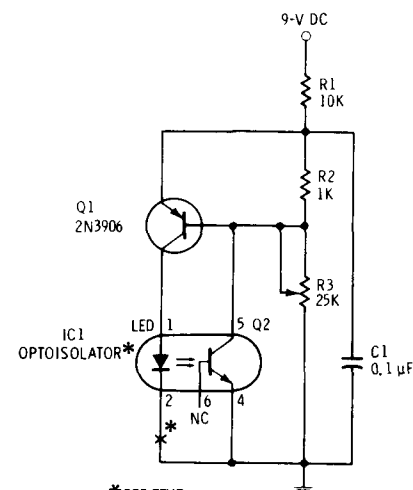 9-V DC
R1
10K
R2
1K
Q1
2N3906
R3
25K
IC1
OPTOISOLATOR*
LED 1
5 Q2
C1
0.1 µF
2
6
4
NC
*